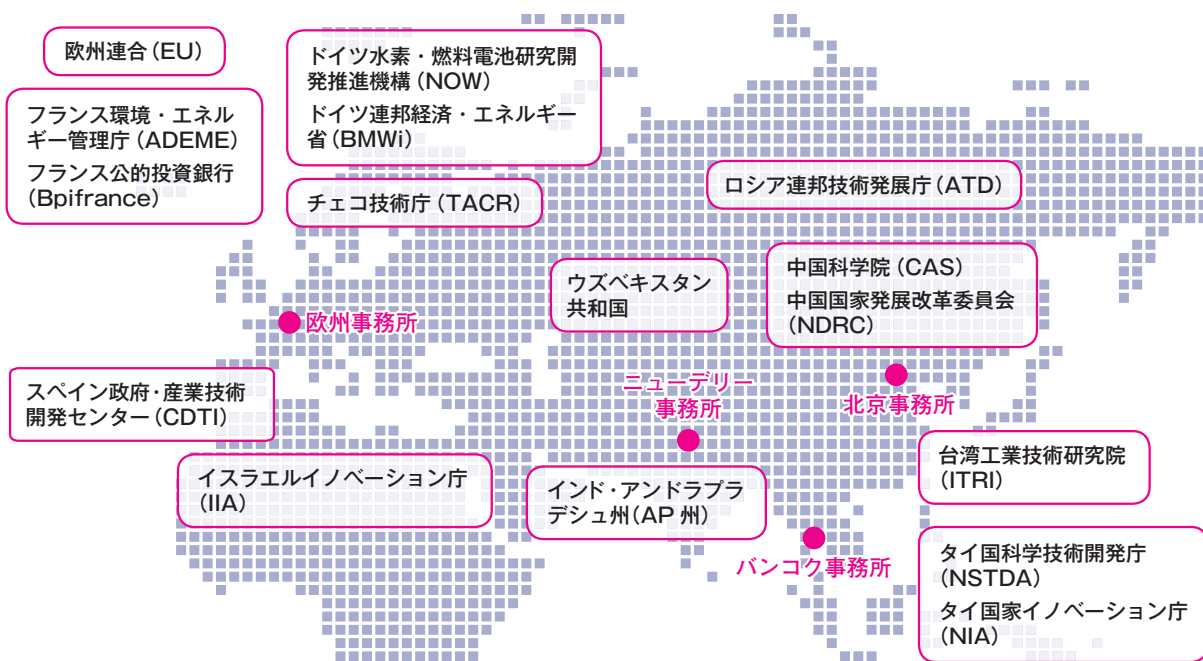 欧州連合(EU)
フランス環境・エネル
ギー管理庁(ADEME)
フランス公的投資銀行
(Bpifrance)
ドイツ水素・燃料電池研究開
発推進機構(NOW)
ドイツ連邦経済・エネルギー
省(BMWi)
チェコ技術庁(TACR)
ロシア連邦技術発展庁(ATD)
ウズベキスタン
共和国
中国科学院(CAS)
中国国家発展改革委員会
(NDRC)
欧州事務所
スペイン政府・産業技術
開発センター(CDTI)
ニューデリー
事務所
北京事務所
イスラエルイノベーション庁
(IIA)
インド・アンドラプラ
デシュ州(AP 州)
台湾工業技術研究院
(ITRI)
バンコク事務所
タイ国科学技術開発庁
(NSTDA)
タイ国家イノベーション庁
(NIA)